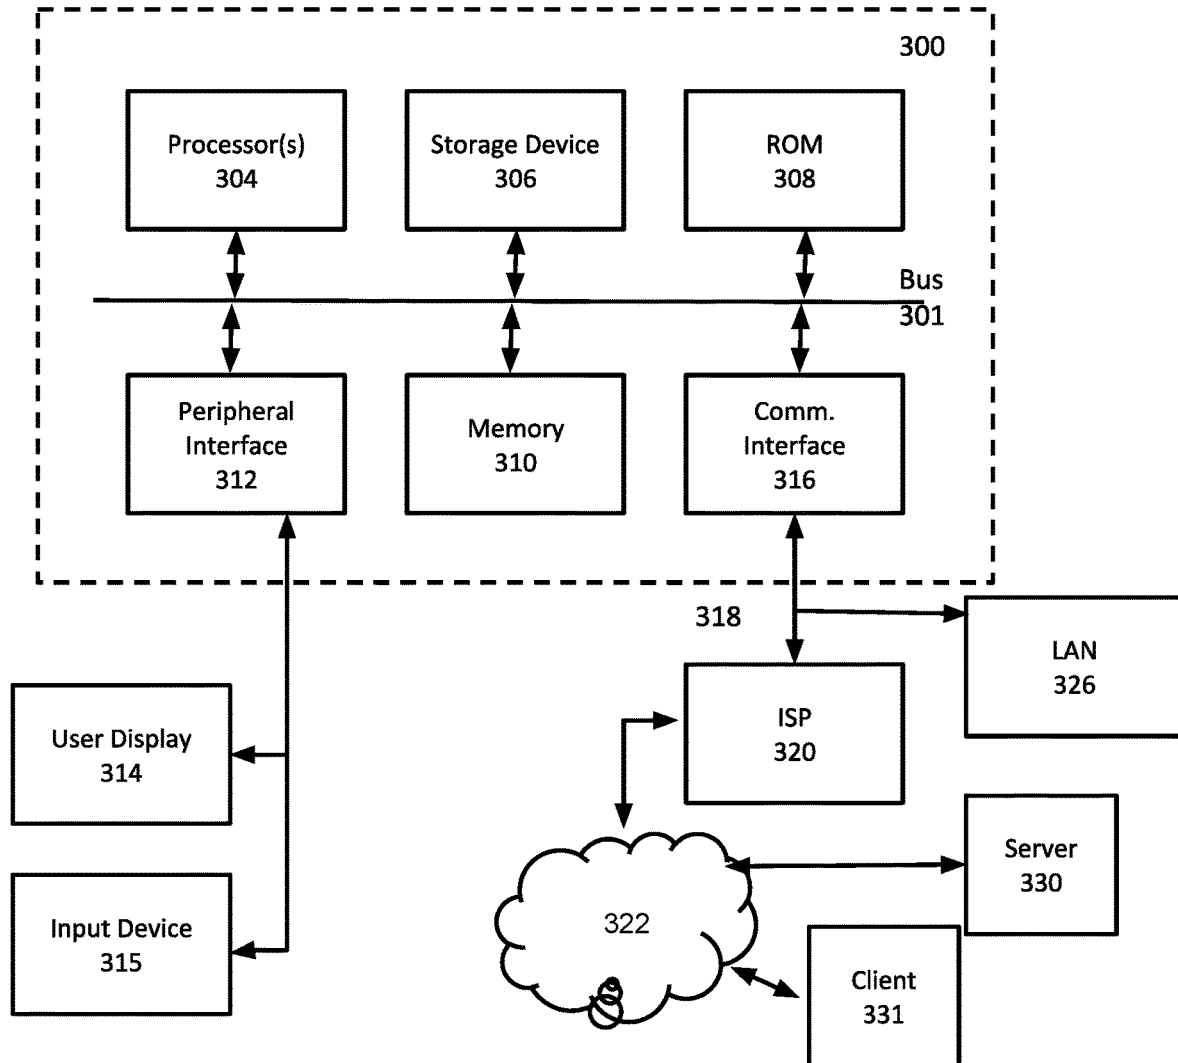 300
Processor(s)
304
Storage Device
306
ROM
308
Bus
301
Peripheral
Interface
312
Memory
310
Comm.
Interface
316
318
LAN
326
ISP
320
User Display
314
Server
330
Input Device
315
322
Client
331